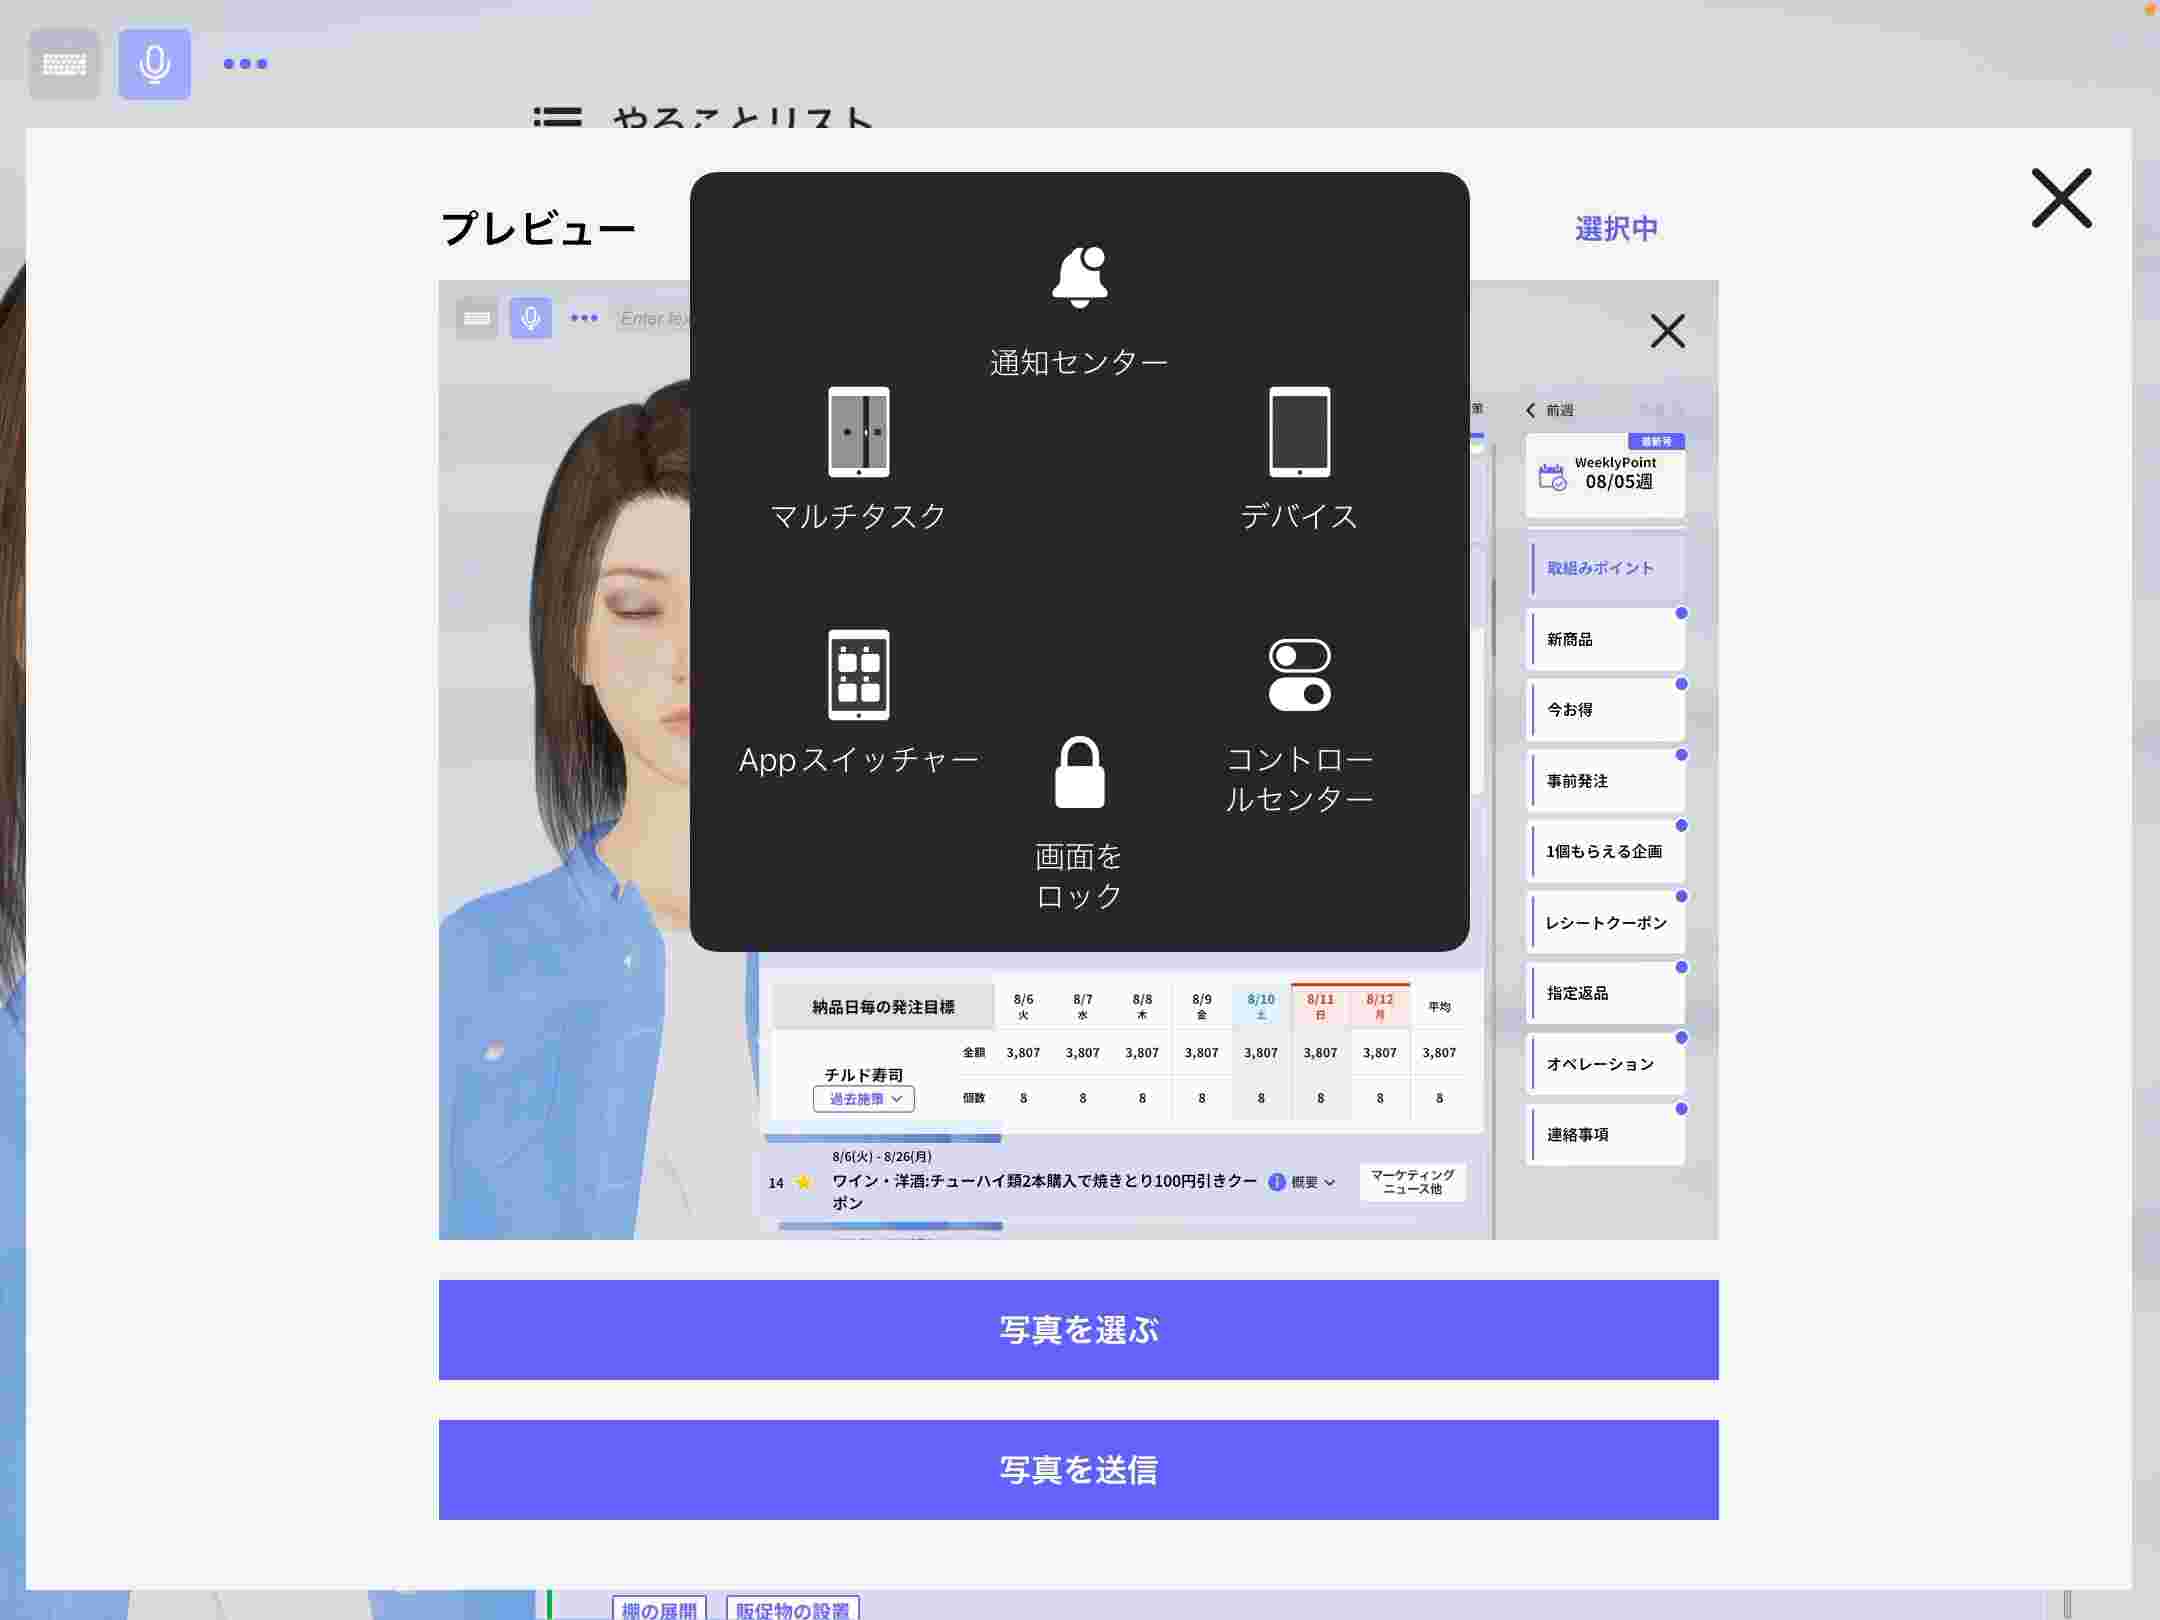 やることリスト
プレビュー
選択中
通知センター
マルチタスク
デバイス
Appスイッチャー
コントロー
ルセンター
画面を
ロック
Enter
策
前週
最新号
WeeklyPoint
08/05週
取組みポイント
新商品
今お得
事前発注
1個もらえる企画
レシートクーポン
指定返品
オペレーション
連絡事項
納品日毎の発注目標
8/6 8/7 8/8 8/9 8/10 8/11 8/12 平均
火 水 木 金 土 日 月
金額 3,807 3,807 3,807 3,807 3,807 3,807 3,807 3,807
チルド寿司
過去施策
個数 8 8 8 8 8 8 8 8
8/6(火) - 8/26(月)
14 ワイン・洋酒:チューハイ類2本購入で焼きとり100円引きクー
ポン
概要
マーケティング
ニュース他
写真を選ぶ
写真を送信
棚の展開 販促物の設置